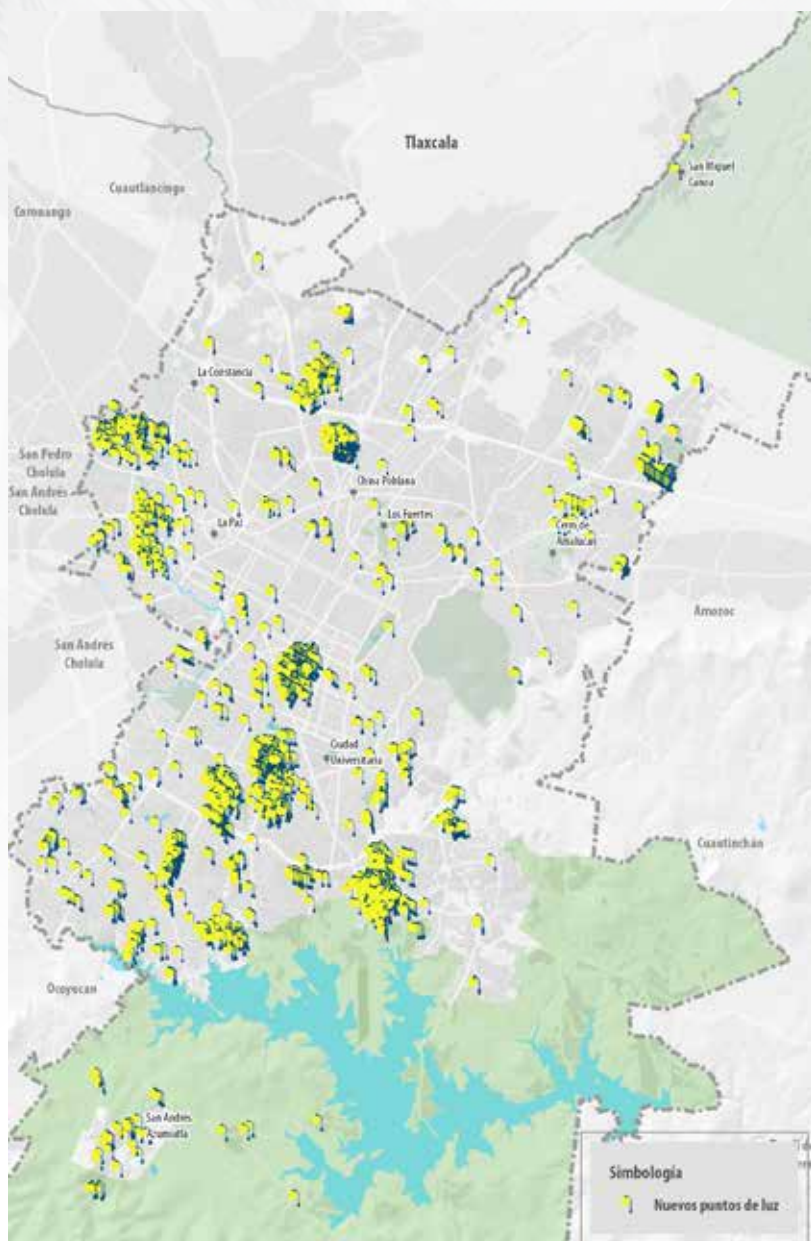 Tlaxcala
San Miguel
Canoa
Cuautlancingo
Coronango
La Constancia
San Pedro
Cholula
San Andrés
Cholula
China Poblana
La Paz
Los Fuertes
Cerro de
Amalucan
Amozoc
San Andrés
Cholula
Ciudad
Universitaria
Cuautinchán
Ocoyucan
San Andrés
Azumiatla
Simbología
Nuevos puntos de luz